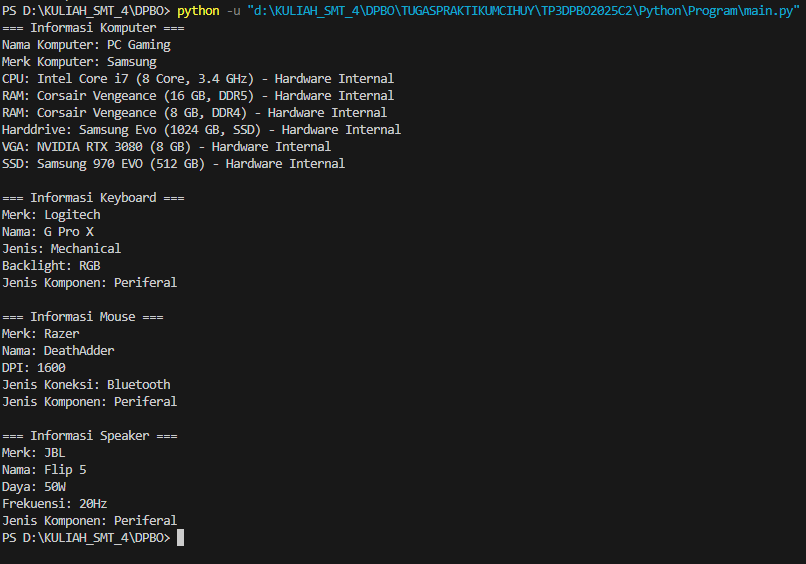 PS D:\KULIAH_SMT_4\DPBO> python -u "d:\KULIAH_SMT_4\DPBO\TUGASPRAKTIKUMCIHUY\TP3DPBO2025C2\Python\Program\main.py"
=== Informasi Komputer ===
Nama Komputer: PC Gaming
Merk Komputer: Samsung
CPU: Intel Core i7 (8 Core, 3.4 GHz) - Hardware Internal
RAM: Corsair Vengeance (16 GB, DDR5) - Hardware Internal
RAM: Corsair Vengeance (8 GB, DDR4) - Hardware Internal
Harddrive: Samsung Evo (1024 GB, SSD) - Hardware Internal
VGA: NVIDIA RTX 3080 (8 GB) - Hardware Internal
SSD: Samsung 970 EVO (512 GB) - Hardware Internal
=== Informasi Keyboard ===
Merk: Logitech
Nama: G Pro X
Jenis: Mechanical
Backlight: RGB
Jenis Komponen: Periferal
=== Informasi Mouse ===
Merk: Razer
Nama: DeathAdder
DPI: 1600
Jenis Koneksi: Bluetooth
Jenis Komponen: Periferal
=== Informasi Speaker ===
Merk: JBL
Nama: Flip 5
Daya: 50W
Frekuensi: 20Hz
Jenis Komponen: Periferal
PS D:\KULIAH_SMT_4\DPBO>